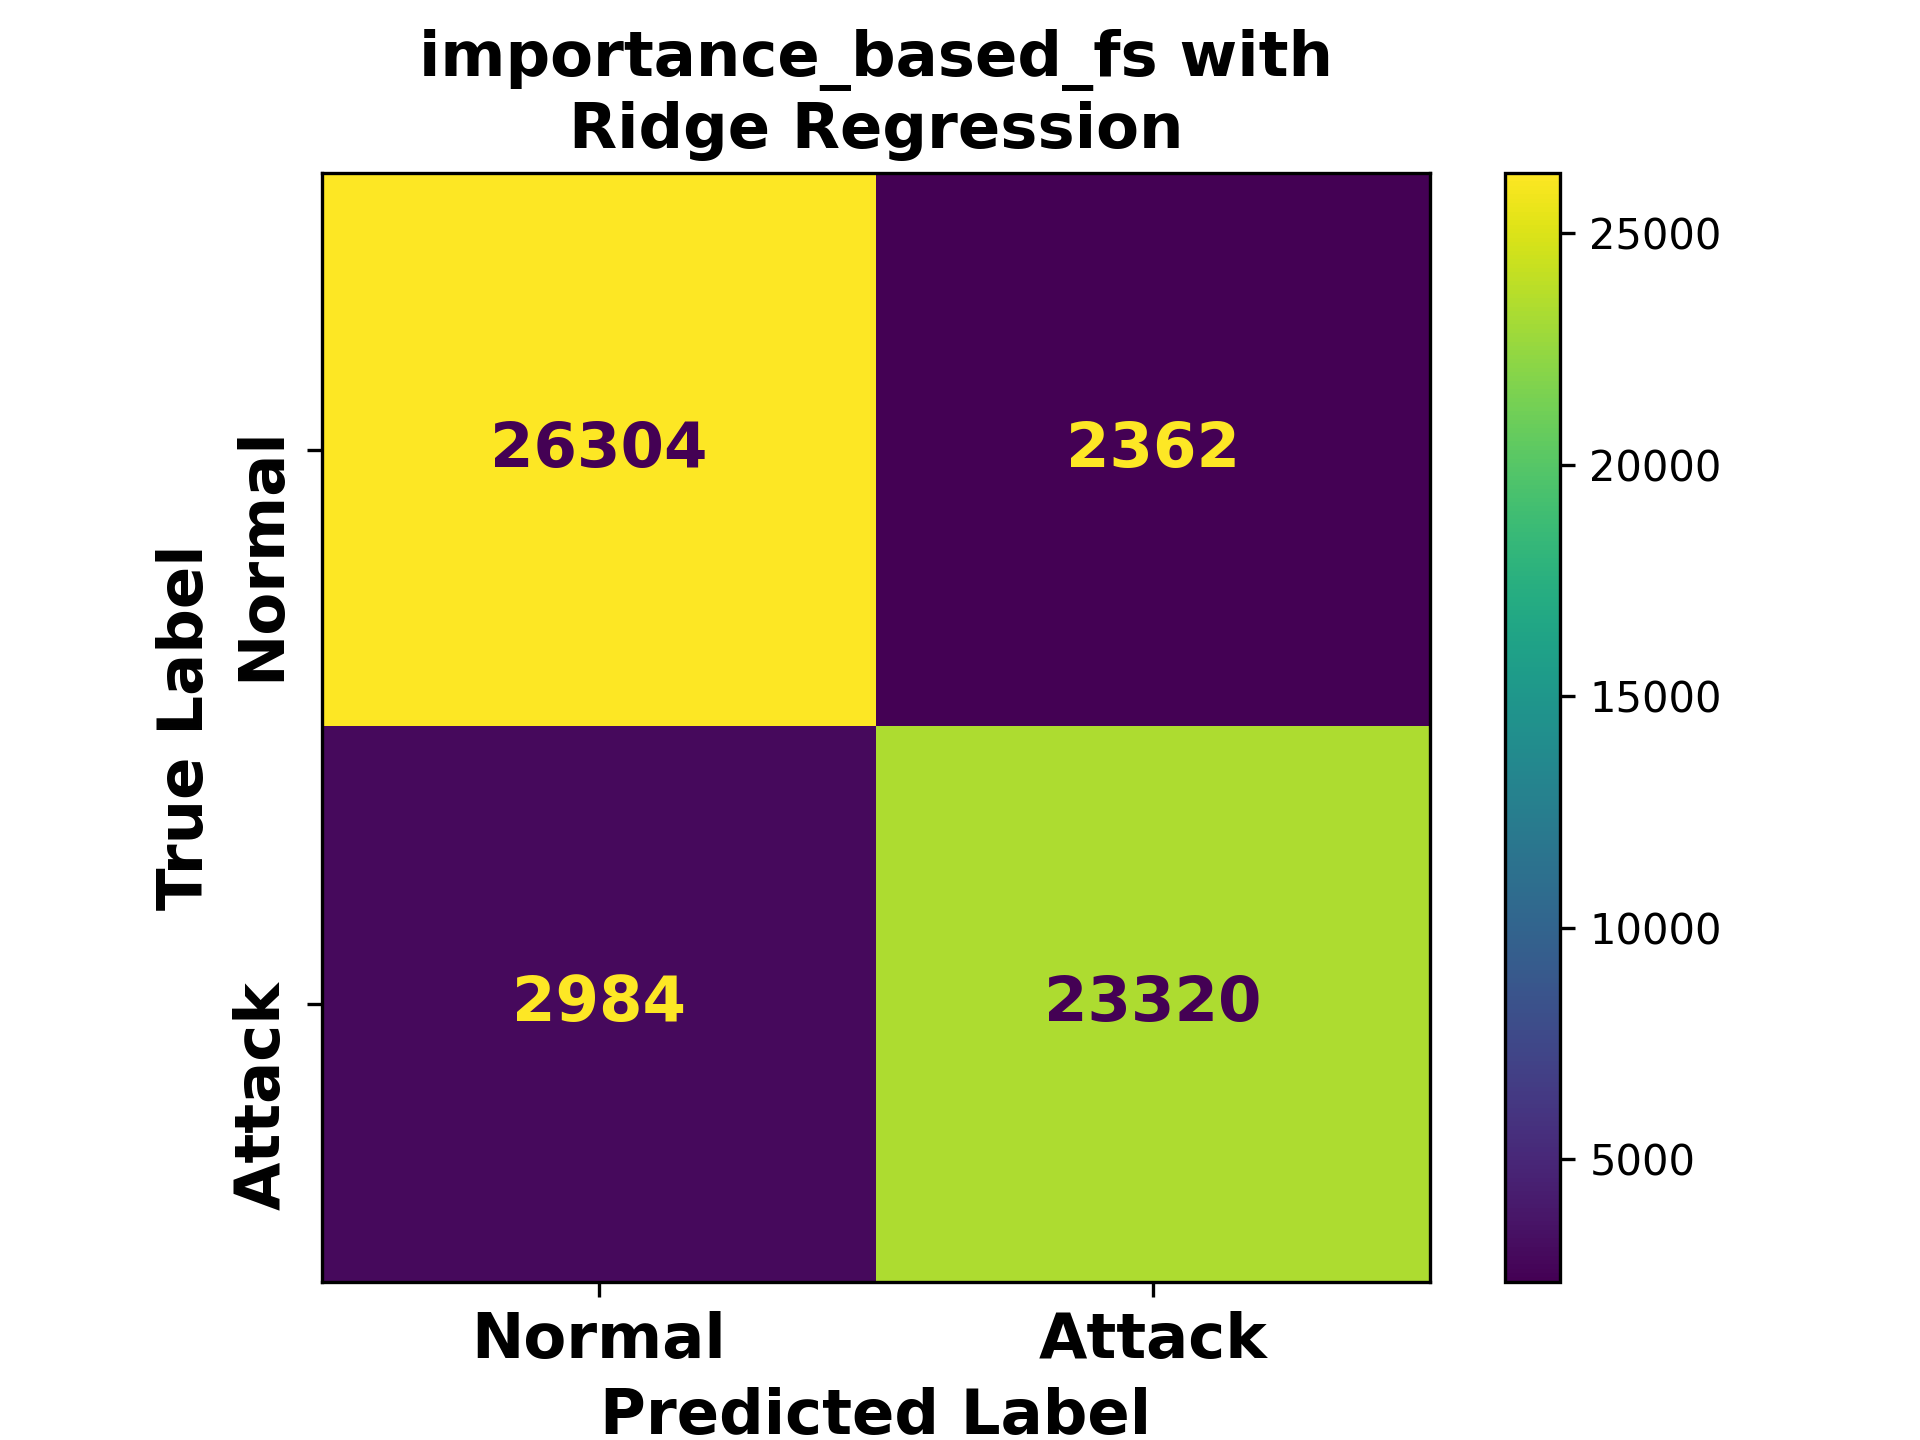 importance_based_fs with
Ridge Regression
True Label
Normal
Attack
26304
2362
2984
23320
Normal
Attack
Predicted Label
25000
20000
15000
10000
5000